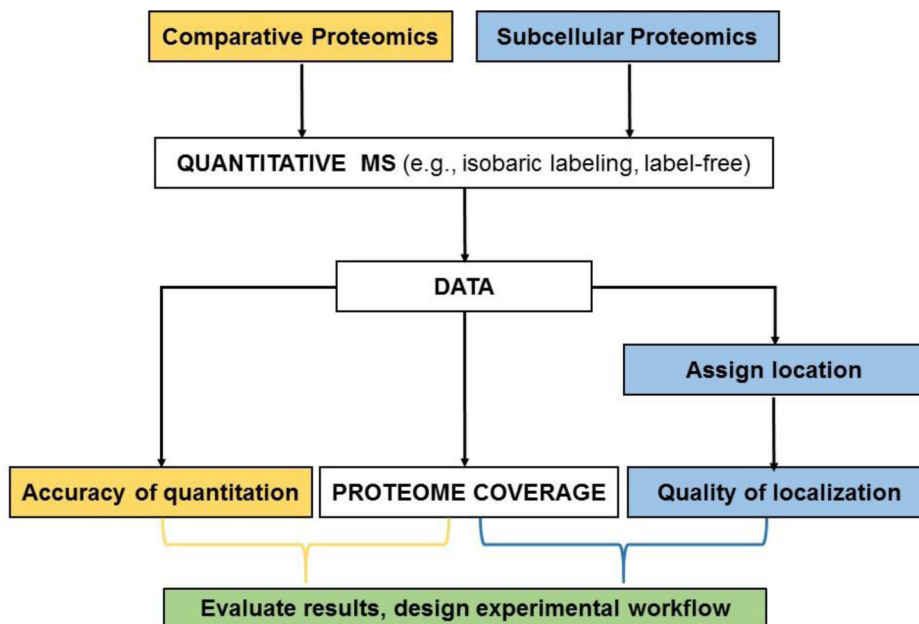 Comparative Proteomics
Subcellular Proteomics
QUANTITATIVE MS (e.g., isobaric labeling, label-free)
DATA
Assign location
Accuracy of quantitation
PROTEOME COVERAGE
Quality of localization
Evaluate results, design experimental workflow